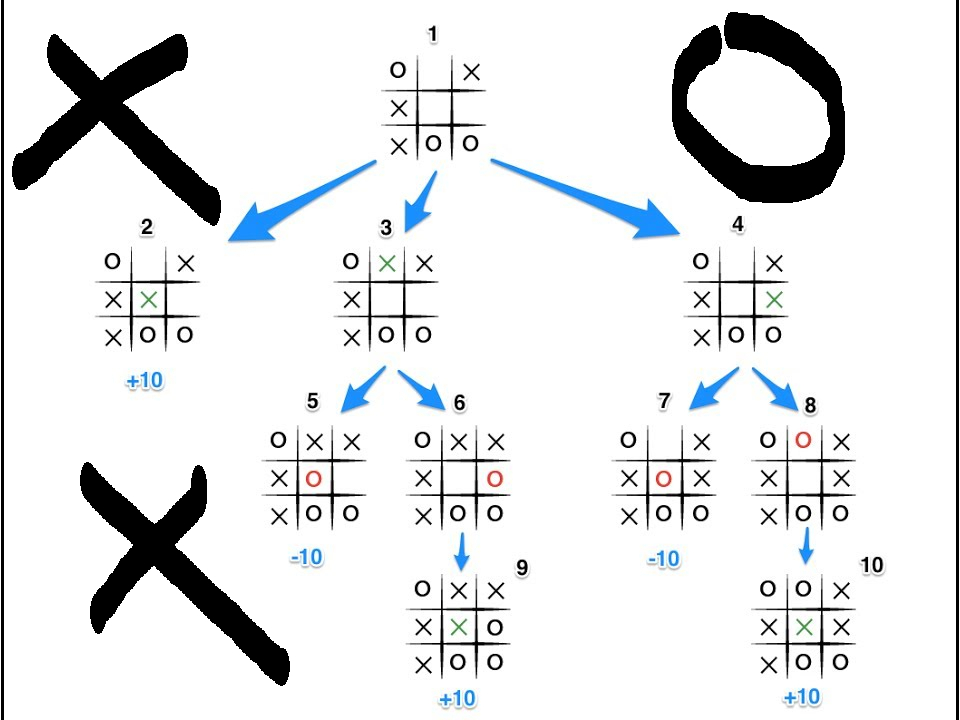 1
O X
X
X O O
2 3 4
O X O X X O X
X X X X X
X O O X O O X O O
+10
5 6 7 8
O X X O X X O X O O X
X O X O X O X X X
X O O X O O X O O X O O
-10 -10
9 10
O X X O O X
X X O X X X
X O O X O O
+10 +10
X O
X